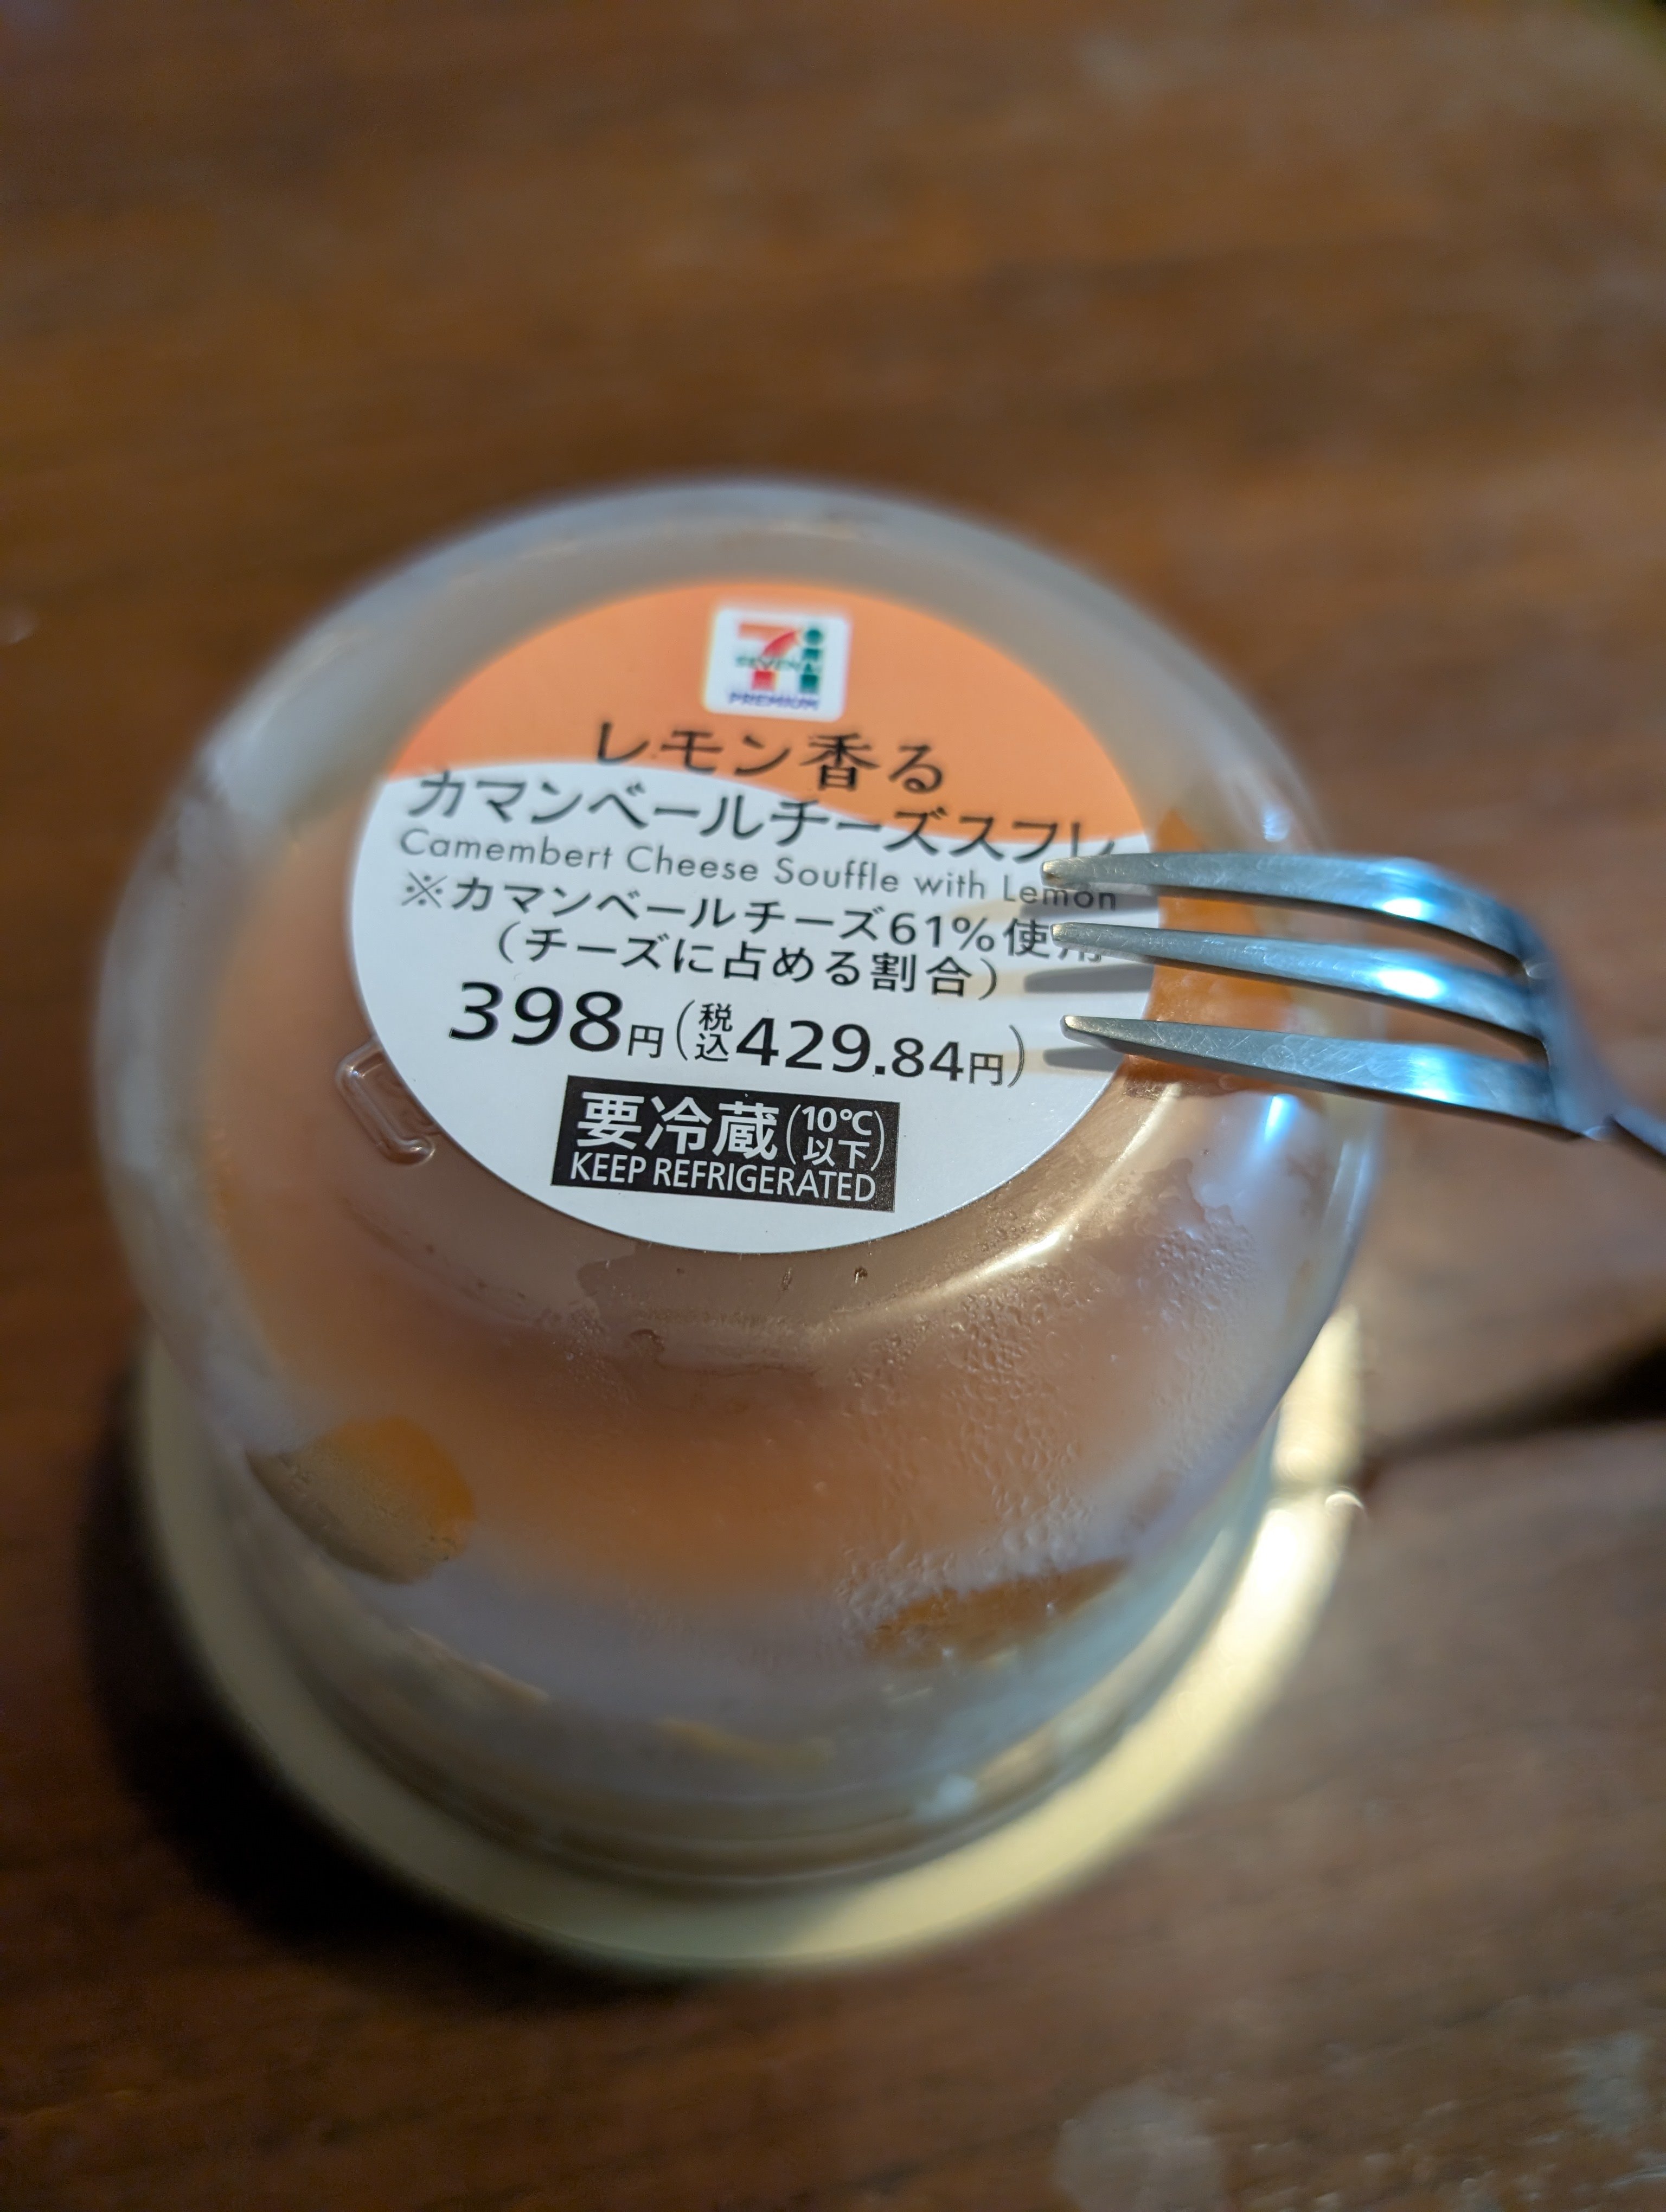 7i
SEVEN
PREMIUM
レモン香る
カマンベールチーズスフレ
Camembert Cheese Souffle with Lemon
※カマンベールチーズ61%使用
（チーズに占める割合）
398円（税込429.84円）
要冷蔵（10℃以下）
KEEP REFRIGERATED